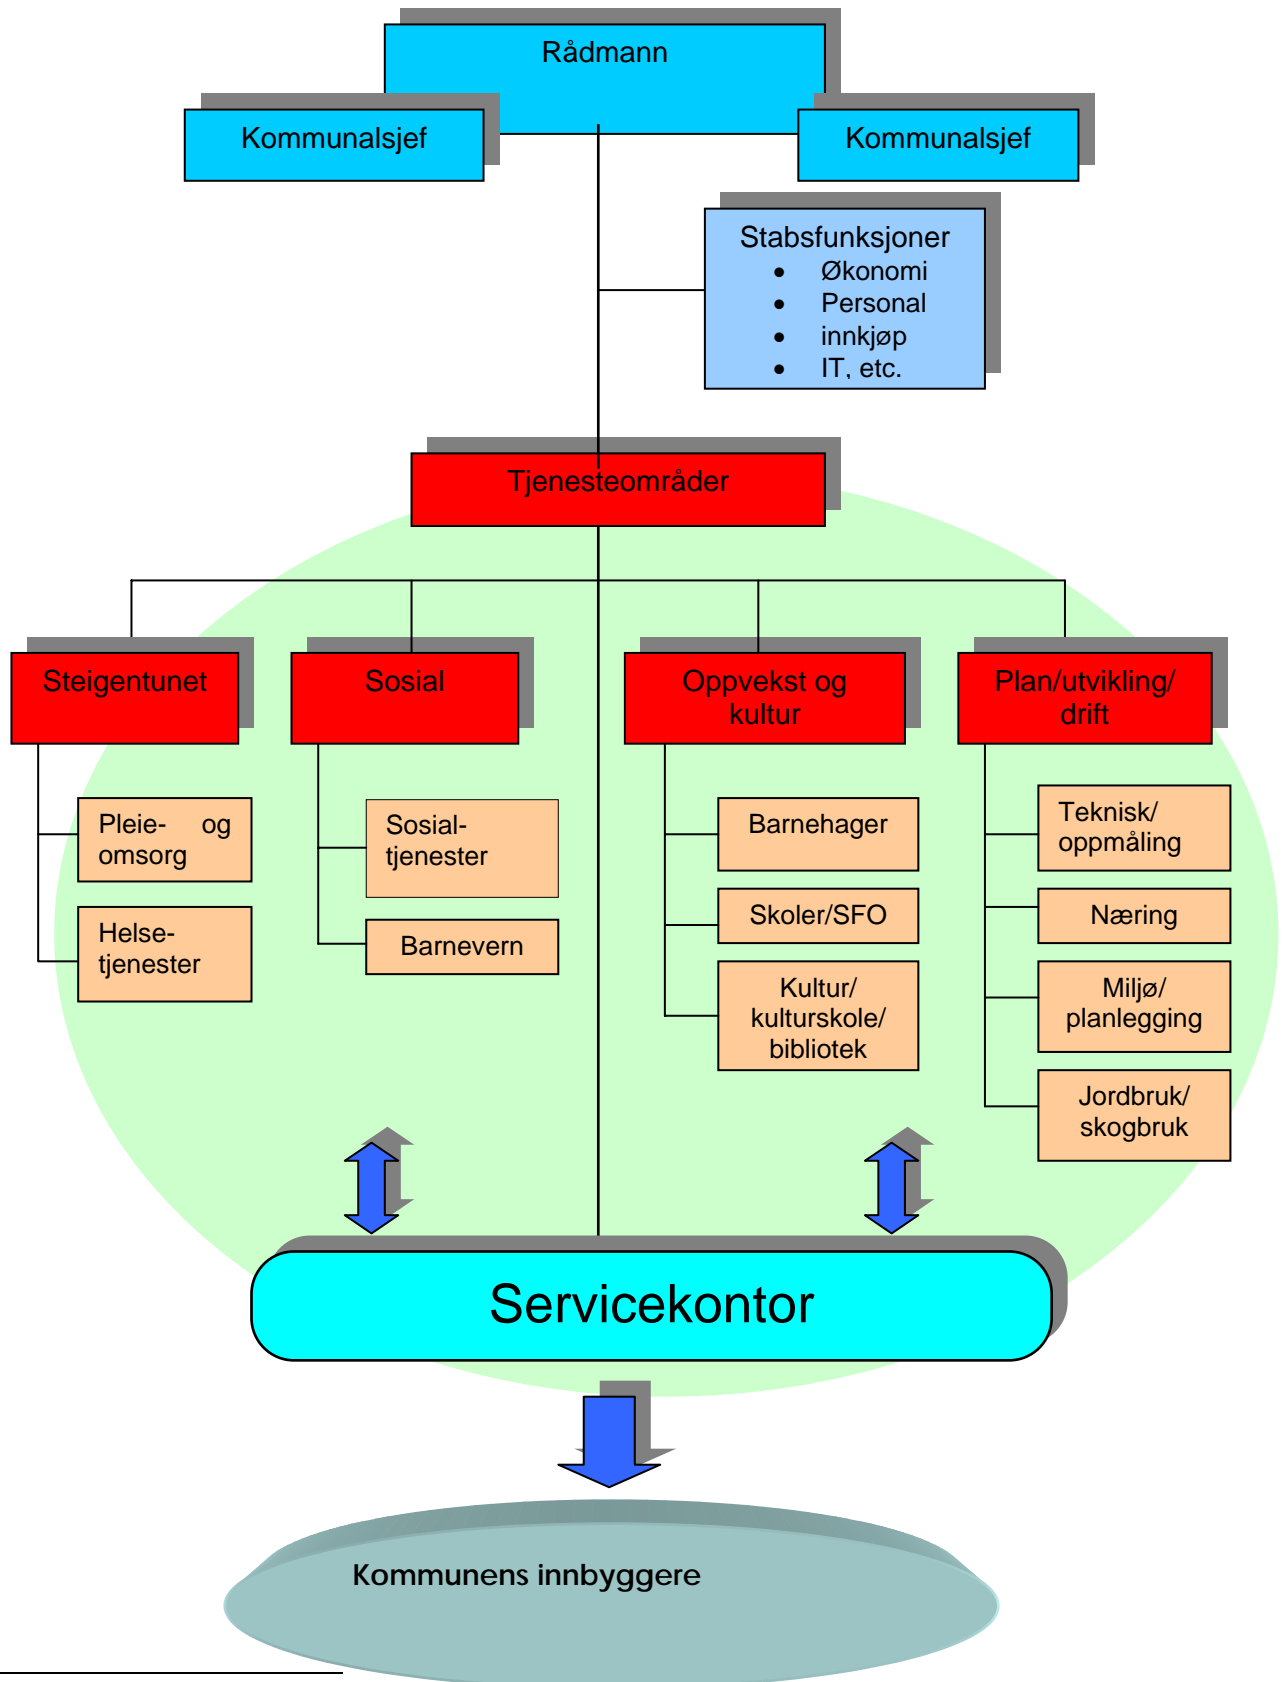 Rådmann
Kommunalsjef
Kommunalsjef
Stabsfunksjoner
• Økonomi
• Personal
• innkjøp
• IT, etc.
Tjenesteområder
Steigentunet
Sosial
Oppvekst og
kultur
Plan/utvikling/
drift
Pleie- og
omsorg
Helse-
tjenester
Sosial-
tjenester
Barnevern
Barnehager
Skoler/SFO
Kultur/
kulturskole/
bibliotek
Teknisk/
oppmåling
Næring
Miljø/
planlegging
Jordbruk/
skogbruk
Servicekontor
Kommunens innbyggere